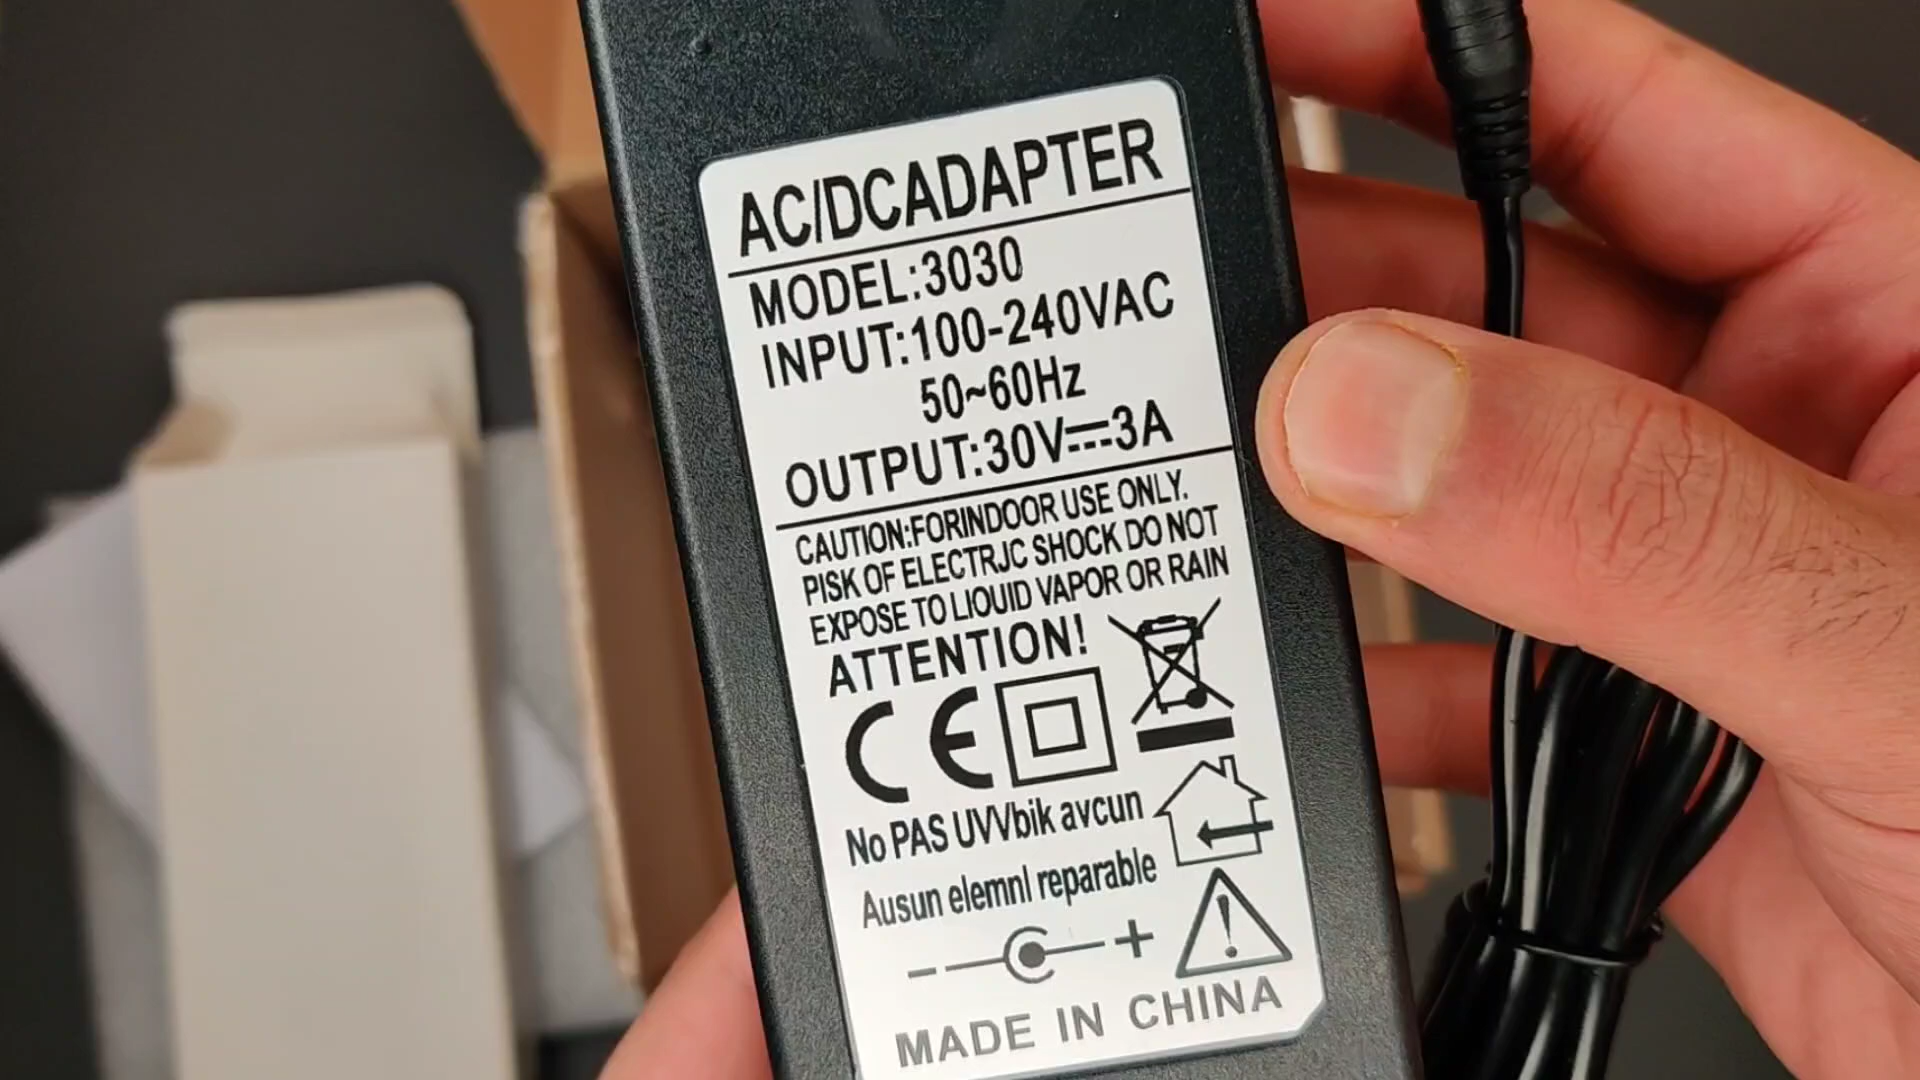 AC/DCADAPTER
MODEL:3030
INPUT:100-240VAC
50~60Hz
OUTPUT:30V⎓3A
CAUTION:FORINDOOR USE ONLY.
PISK OF ELECTRJC SHOCK DO NOT
EXPOSE TO LIOUID VAPOR OR RAIN
ATTENTION!
CE
No PAS UVVbik avcun
Ausun elemnl reparable
- +
MADE IN CHINA